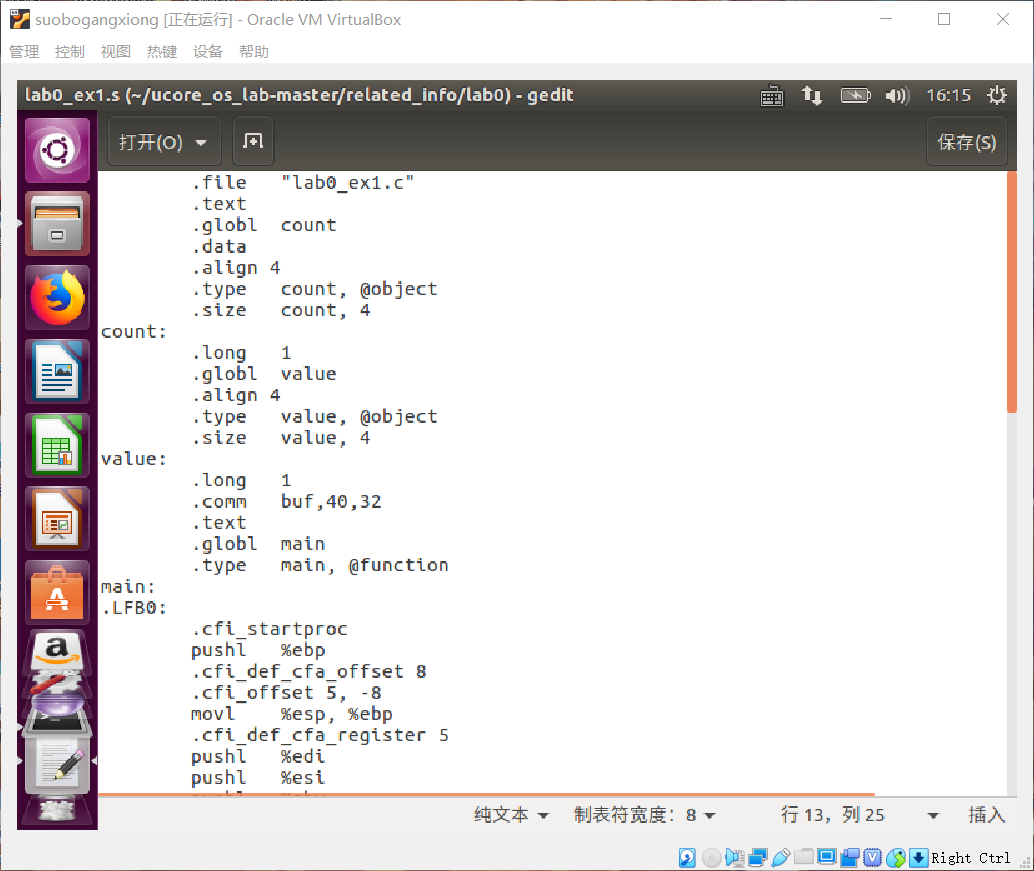 suobogangxiong [正在运行] - Oracle VM VirtualBox
管理 控制 视图 热键 设备 帮助
lab0_ex1.s (~/ucore_os_lab-master/related_info/lab0) - gedit 16:15
打开(O) 保存(S)
.file "lab0_ex1.c"
.text
.globl count
.data
.align 4
.type count, @object
.size count, 4
count:
.long 1
.globl value
.align 4
.type value, @object
.size value, 4
value:
.long 1
.comm buf,40,32
.text
.globl main
.type main, @function
main:
.LFB0:
.cfi_startproc
pushl %ebp
.cfi_def_cfa_offset 8
.cfi_offset 5, -8
movl %esp, %ebp
.cfi_def_cfa_register 5
pushl %edi
pushl %esi
纯文本 制表符宽度：8 行 13，列 25 插入
Right Ctrl